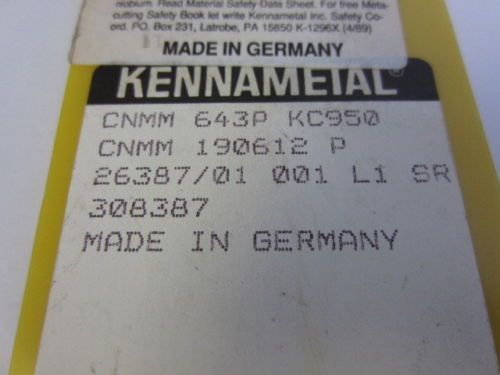 niobium. Read Material Safety Data Sheet. For free Meta-
cutting Safety Book let write Kennametal Inc. Safety Co-
ord. PO. Box 231, Latrobe, PA 15650 K-1296X (4/89)
MADE IN GERMANY
KENNAMETAL®
CNMM 643P KC950
CNMM 190612 P
26387/01 001 L1 SR
308387
MADE IN GERMANY